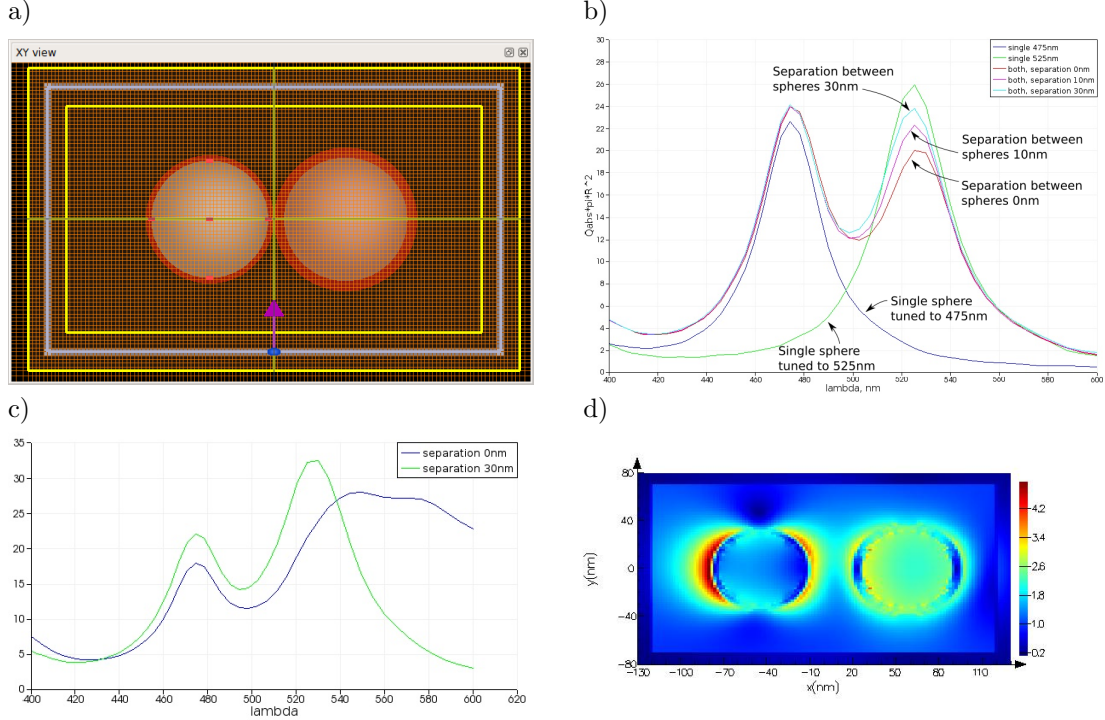 a)
XY view
b)
30
28
26
24
22
20
18
16
14
12
10
8
6
4
2
0
Qabs*pi*R^2
single 475nm
single 525nm
both, separation 0nm
both, separation 10nm
both, separation 30nm
Separation between
spheres 30nm
Separation between
spheres 10nm
Separation between
spheres 0nm
Single sphere
tuned to 475nm
Single sphere
tuned to 525nm
400 420 440 460 480 500 520 540 560 580 600
lambda, nm
c)
35
30
25
20
15
10
5
0
separation 0nm
separation 30nm
400 420 440 460 480 500 520 540 560 580 600 620
lambda
d)
80
40
0
-40
-80
y(nm)
-130 -100 -70 -40 -10 20 50 80 110
x(nm)
4.2
3.4
2.6
1.8
1.0
0.2